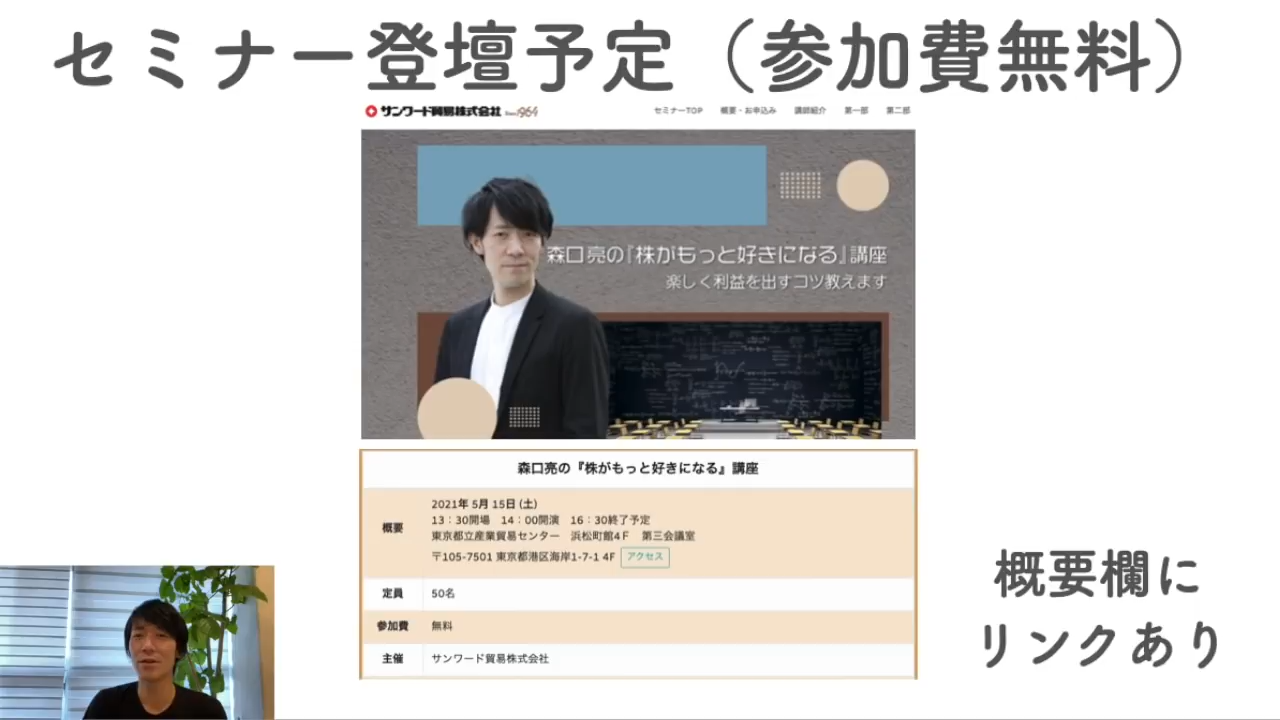 セミナー登壇予定（参加費無料）
サンワード貿易株式会社 Since1964
セミナーTOP 概要・お申込み 講師紹介 第一部 第二部
森口亮の『株がもっと好きになる』講座
楽しく利益を出すコツ教えます
森口亮の『株がもっと好きになる』講座
概要
2021年 5月 15日 (土)
13：30開場 14：00開演 16：30終了予定
東京都立産業貿易センター 浜松町館4Ｆ 第三会議室
〒105-7501 東京都港区海岸1-7-1 4F アクセス
定員 50名
参加費 無料
主催 サンワード貿易株式会社
概要欄に
リンクあり